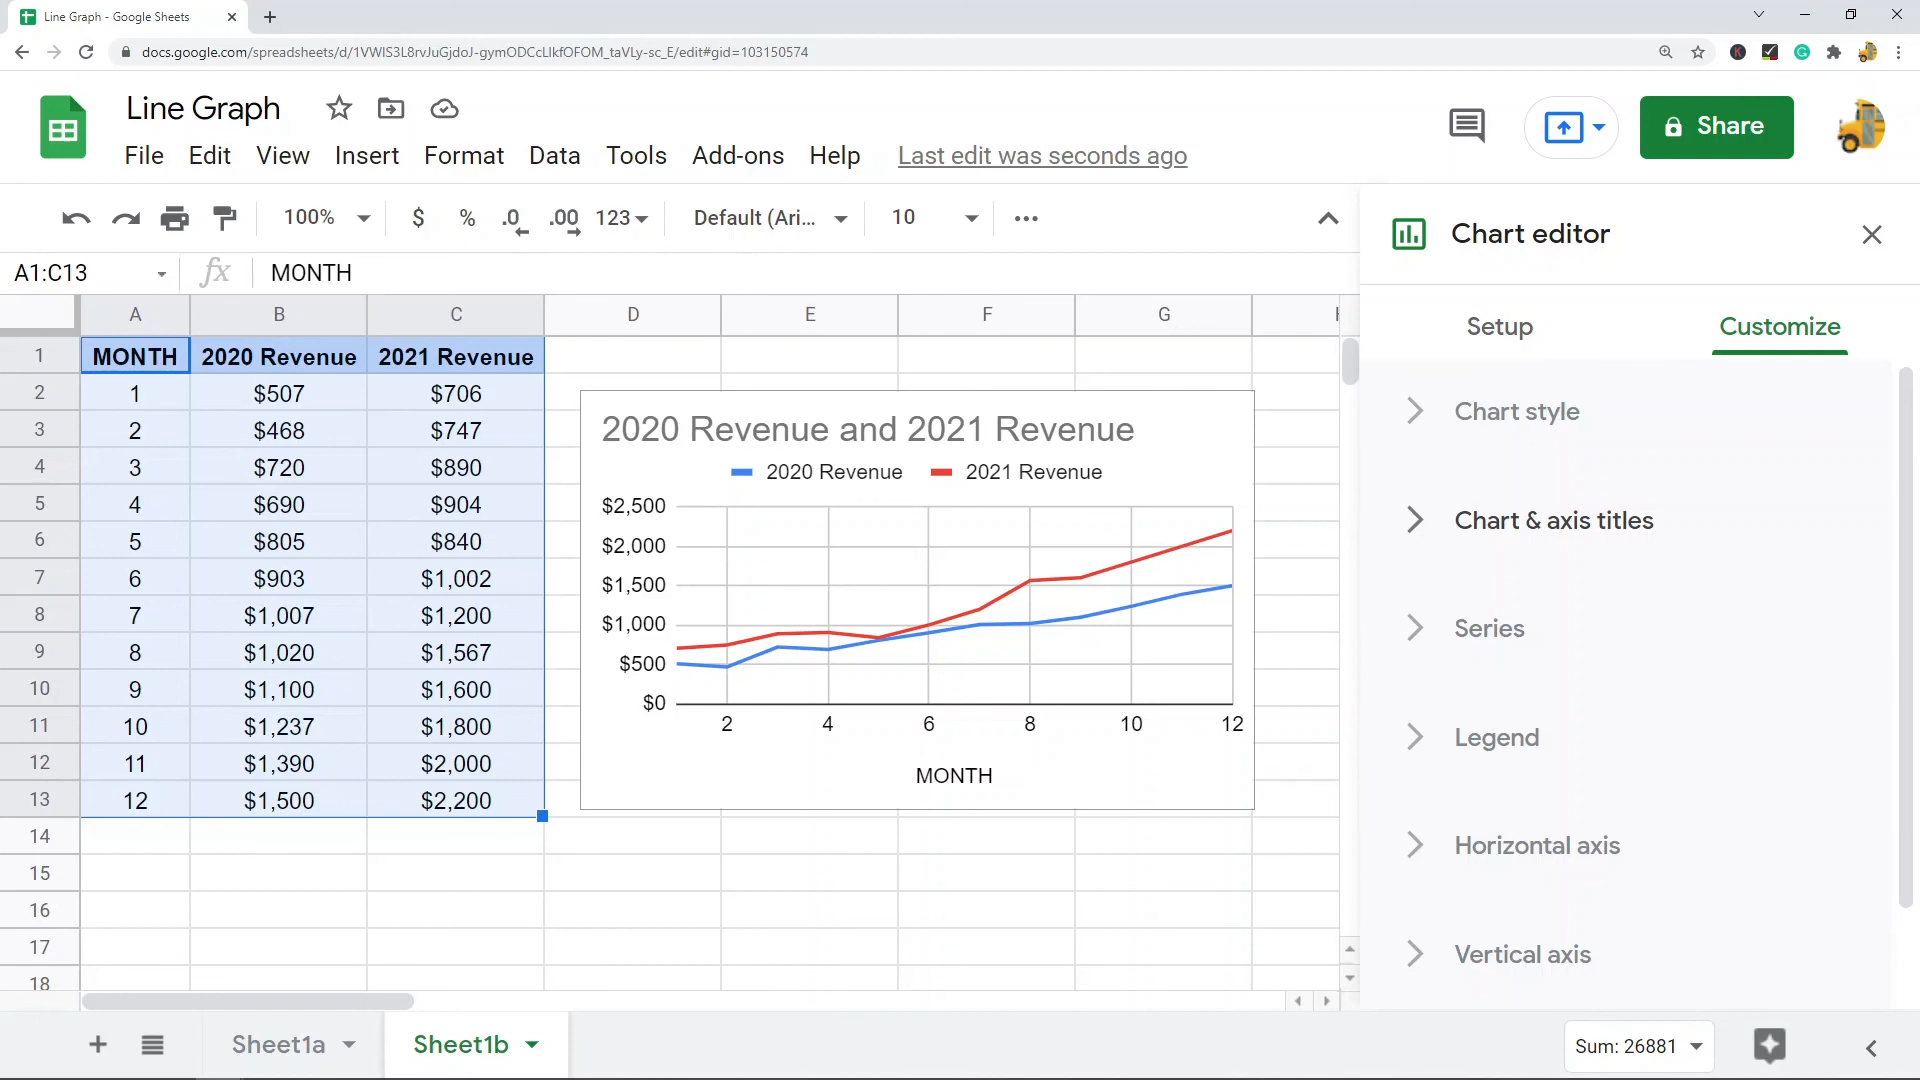 Line Graph - Google Sheets
docs.google.com/spreadsheets/d/1VWIS3L8rvJuGjdoJ-gymODCcLIkfOFOM_taVLy-sc_E/edit#gid=103150574
Line Graph
Share
File Edit View Insert Format Data Tools Add-ons Help Last edit was seconds ago
100% $ % .0 .00 123 Default (Ari... 10
Chart editor
A1:C13 fx MONTH
Setup Customize
A B C D E F G
1 MONTH 2020 Revenue 2021 Revenue
2 1 $507 $706
3 2 $468 $747
4 3 $720 $890
5 4 $690 $904
6 5 $805 $840
7 6 $903 $1,002
8 7 $1,007 $1,200
9 8 $1,020 $1,567
10 9 $1,100 $1,600
11 10 $1,237 $1,800
12 11 $1,390 $2,000
13 12 $1,500 $2,200
14
15
16
17
18
2020 Revenue and 2021 Revenue
2020 Revenue 2021 Revenue
$2,500
$2,000
$1,500
$1,000
$500
$0
2 4 6 8 10 12
MONTH
Chart style
Chart & axis titles
Series
Legend
Horizontal axis
Vertical axis
Sheet1a Sheet1b Sum: 26881